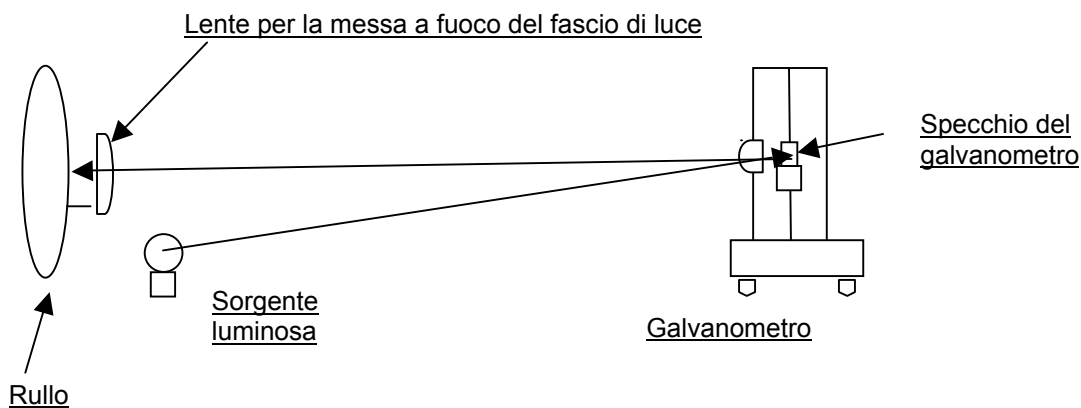 Lente per la messa a fuoco del fascio di luce
Specchio del
galvanometro
Sorgente
luminosa
Galvanometro
Rullo